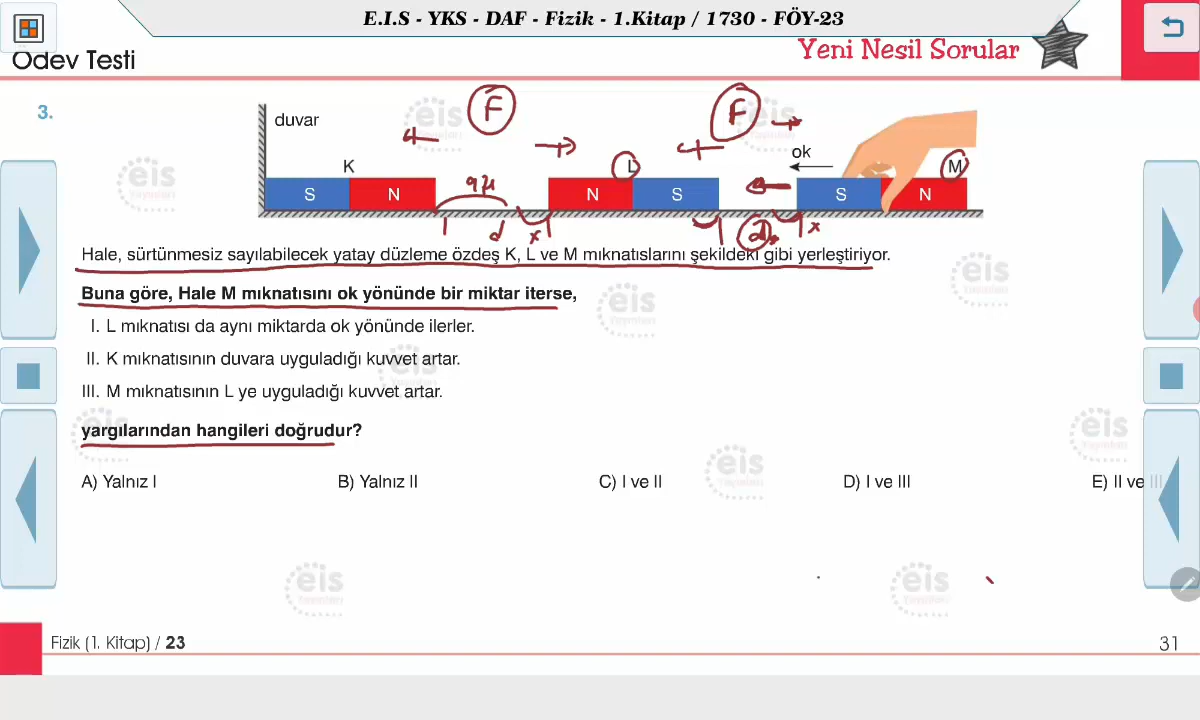 E.I.S - YKS - DAF - Fizik - 1.Kitap / 1730 - FÖY-23
Ödev Testi
Yeni Nesil Sorular
3.
duvar
F
F
K
L
ok
M
S N
N S
S N
d x
d x
Hale, sürtünmesiz sayılabilecek yatay düzleme özdeş K, L ve M mıknatıslarını şekildeki gibi yerleştiriyor.
Buna göre, Hale M mıknatısını ok yönünde bir miktar iterse,
I. L mıknatısı da aynı miktarda ok yönünde ilerler.
II. K mıknatısının duvara uyguladığı kuvvet artar.
III. M mıknatısının L ye uyguladığı kuvvet artar.
yargılarından hangileri doğrudur?
A) Yalnız I B) Yalnız II C) I ve II D) I ve III E) II ve III
eis Yayınları
Fizik (1. Kitap) / 23
31